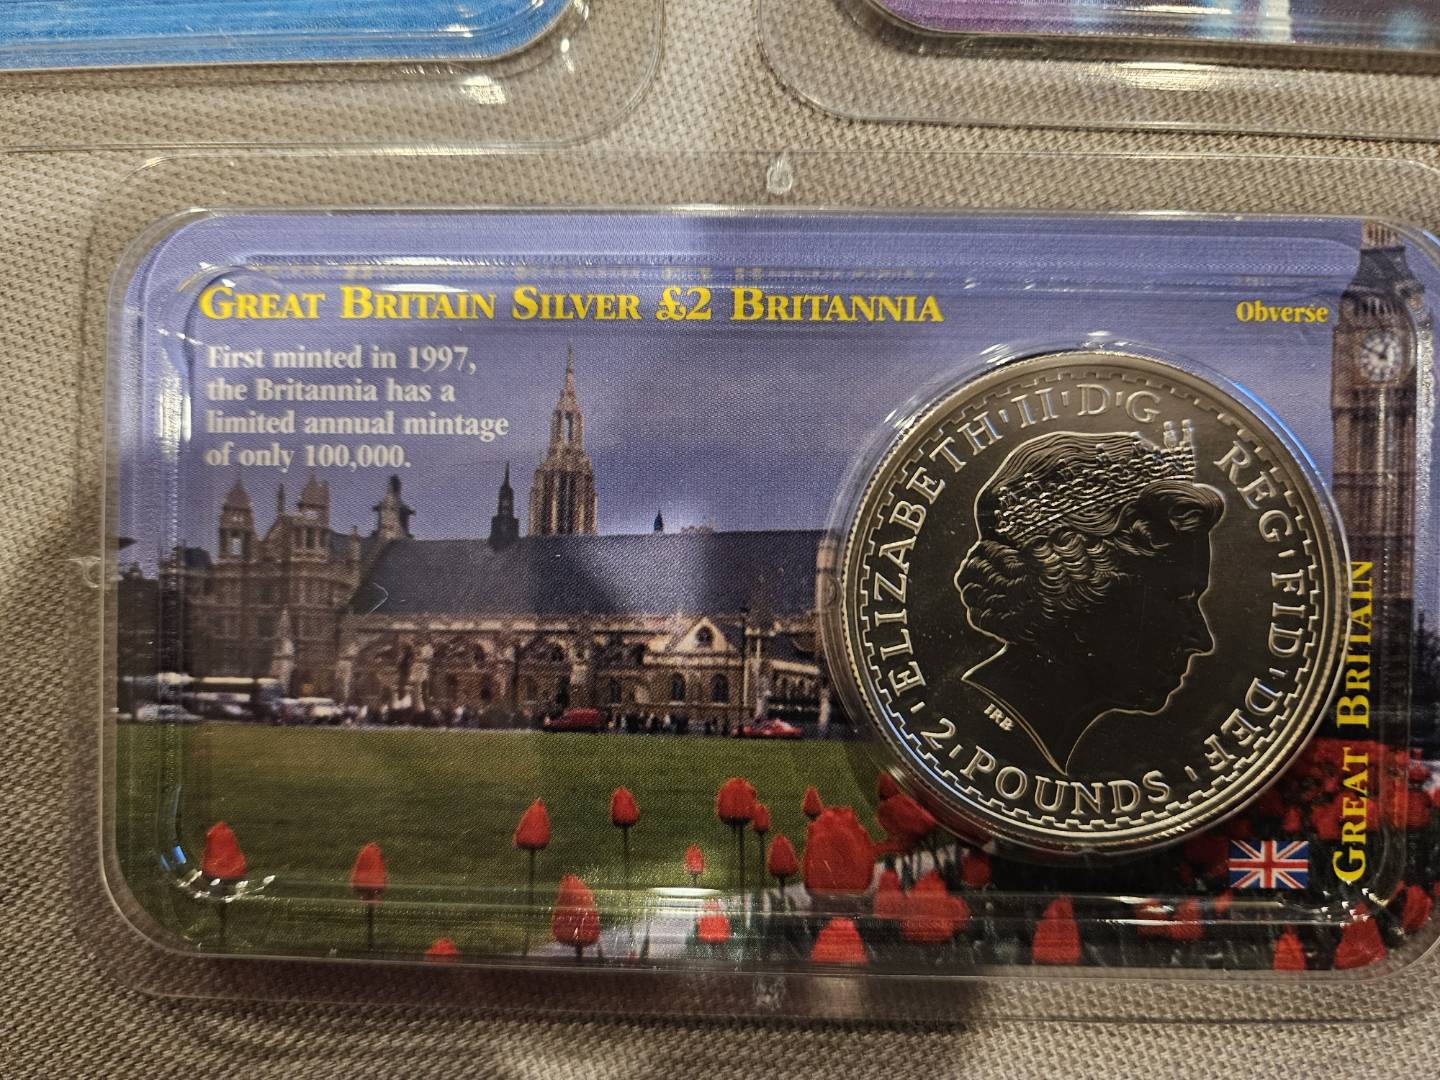 GREAT BRITAIN SILVER £2 BRITANNIA
Obverse
First minted in 1997,
the Britannia has a
limited annual mintage
of only 100,000.
ELIZABETH·II·D·G REG·FID·DEF·
·2·POUNDS·
IRB
GREAT BRITAIN